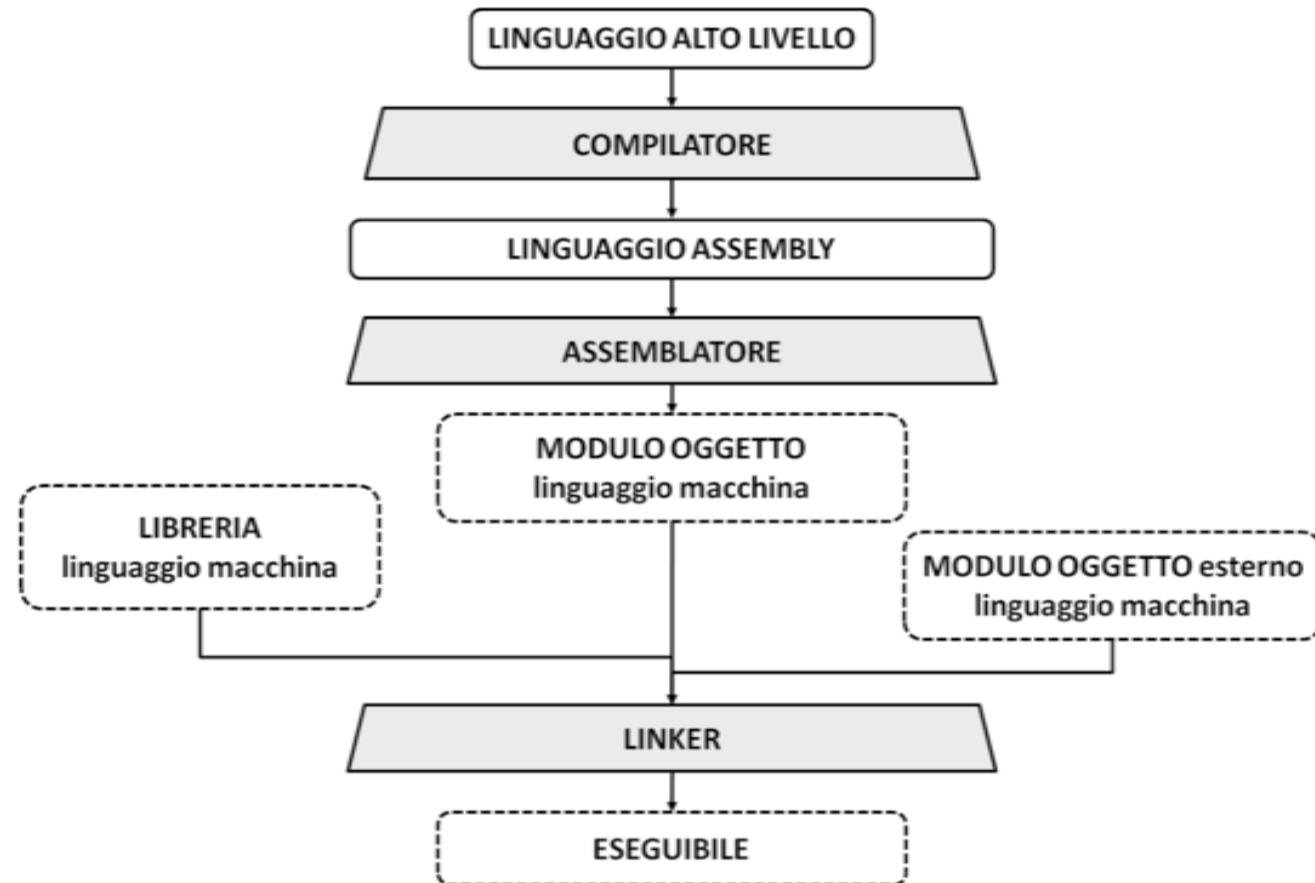 LINGUAGGIO ALTO LIVELLO
COMPILATORE
LINGUAGGIO ASSEMBLY
ASSEMBLATORE
MODULO OGGETTO
linguaggio macchina
LIBRERIA
linguaggio macchina
MODULO OGGETTO esterno
linguaggio macchina
LINKER
ESEGUIBILE